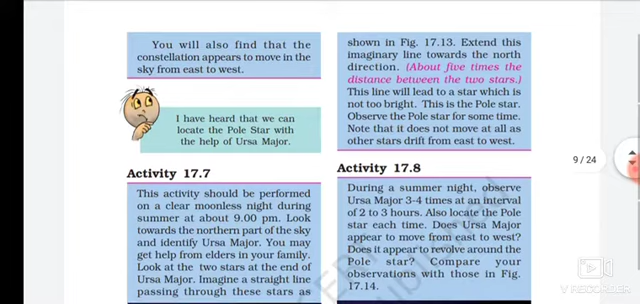 You will also find that the
constellation appears to move in the
sky from east to west.
I have heard that we can
locate the Pole Star with
the help of Ursa Major.
Activity 17.7
This activity should be performed
on a clear moonless night during
summer at about 9.00 pm. Look
towards the northern part of the sky
and identify Ursa Major. You may
get help from elders in your family.
Look at the two stars at the end of
Ursa Major. Imagine a straight line
passing through these stars as
shown in Fig. 17.13. Extend this
imaginary line towards the north
direction. (About five times the
distance between the two stars.)
This line will lead to a star which is
not too bright. This is the Pole star.
Observe the Pole star for some time.
Note that it does not move at all as
other stars drift from east to west.
Activity 17.8
During a summer night, observe
Ursa Major 3-4 times at an interval
of 2 to 3 hours. Also locate the Pole
star each time. Does Ursa Major
appear to move from east to west?
Does it appear to revolve around the
Pole star? Compare your
observations with those in Fig.
17.14.
9 / 24
V RECORDER